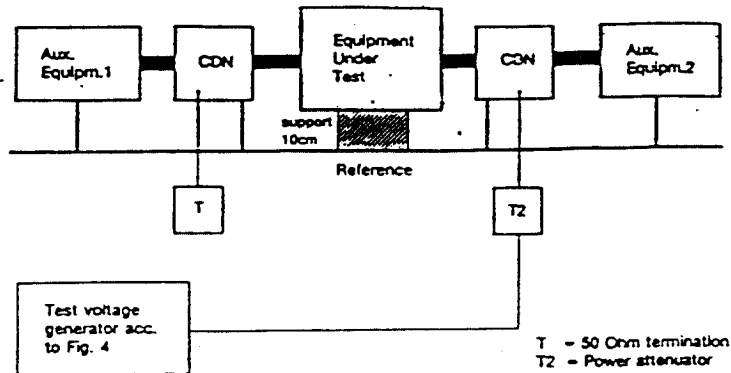 Aux.
Equipm.1
CDN
Equipment
Under
Test
CDN
Aux.
Equipm.2
support
10cm
Reference
T
T2
Test voltage
generator acc.
to Fig. 4
T = 50 Ohm termination
T2 = Power attenuator